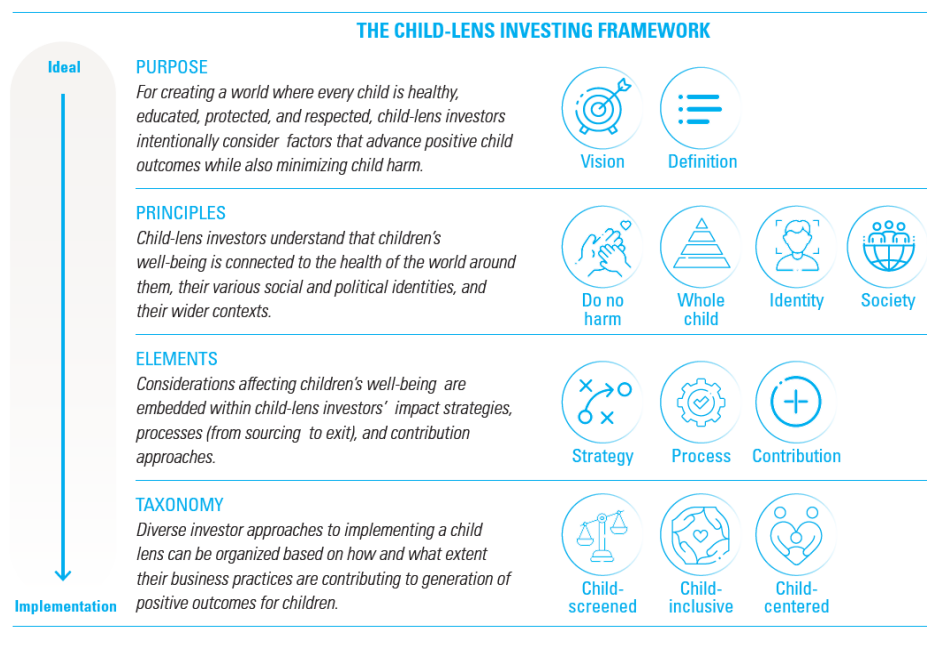 THE CHILD-LENS INVESTING FRAMEWORK
Ideal
PURPOSE
For creating a world where every child is healthy,
educated, protected, and respected, child-lens investors
intentionally consider factors that advance positive child
outcomes while also minimizing child harm.
Vision
Definition
PRINCIPLES
Child-lens investors understand that children's
well-being is connected to the health of the world around
them, their various social and political identities, and
their wider contexts.
Do no
harm
Whole
child
Identity
Society
ELEMENTS
Considerations affecting children's well-being are
embedded within child-lens investors' impact strategies,
processes (from sourcing to exit), and contribution
approaches.
Strategy
Process
Contribution
TAXONOMY
Diverse investor approaches to implementing a child
lens can be organized based on how and what extent
their business practices are contributing to generation of
positive outcomes for children.
Child-
screened
Child-
inclusive
Child-
centered
Implementation